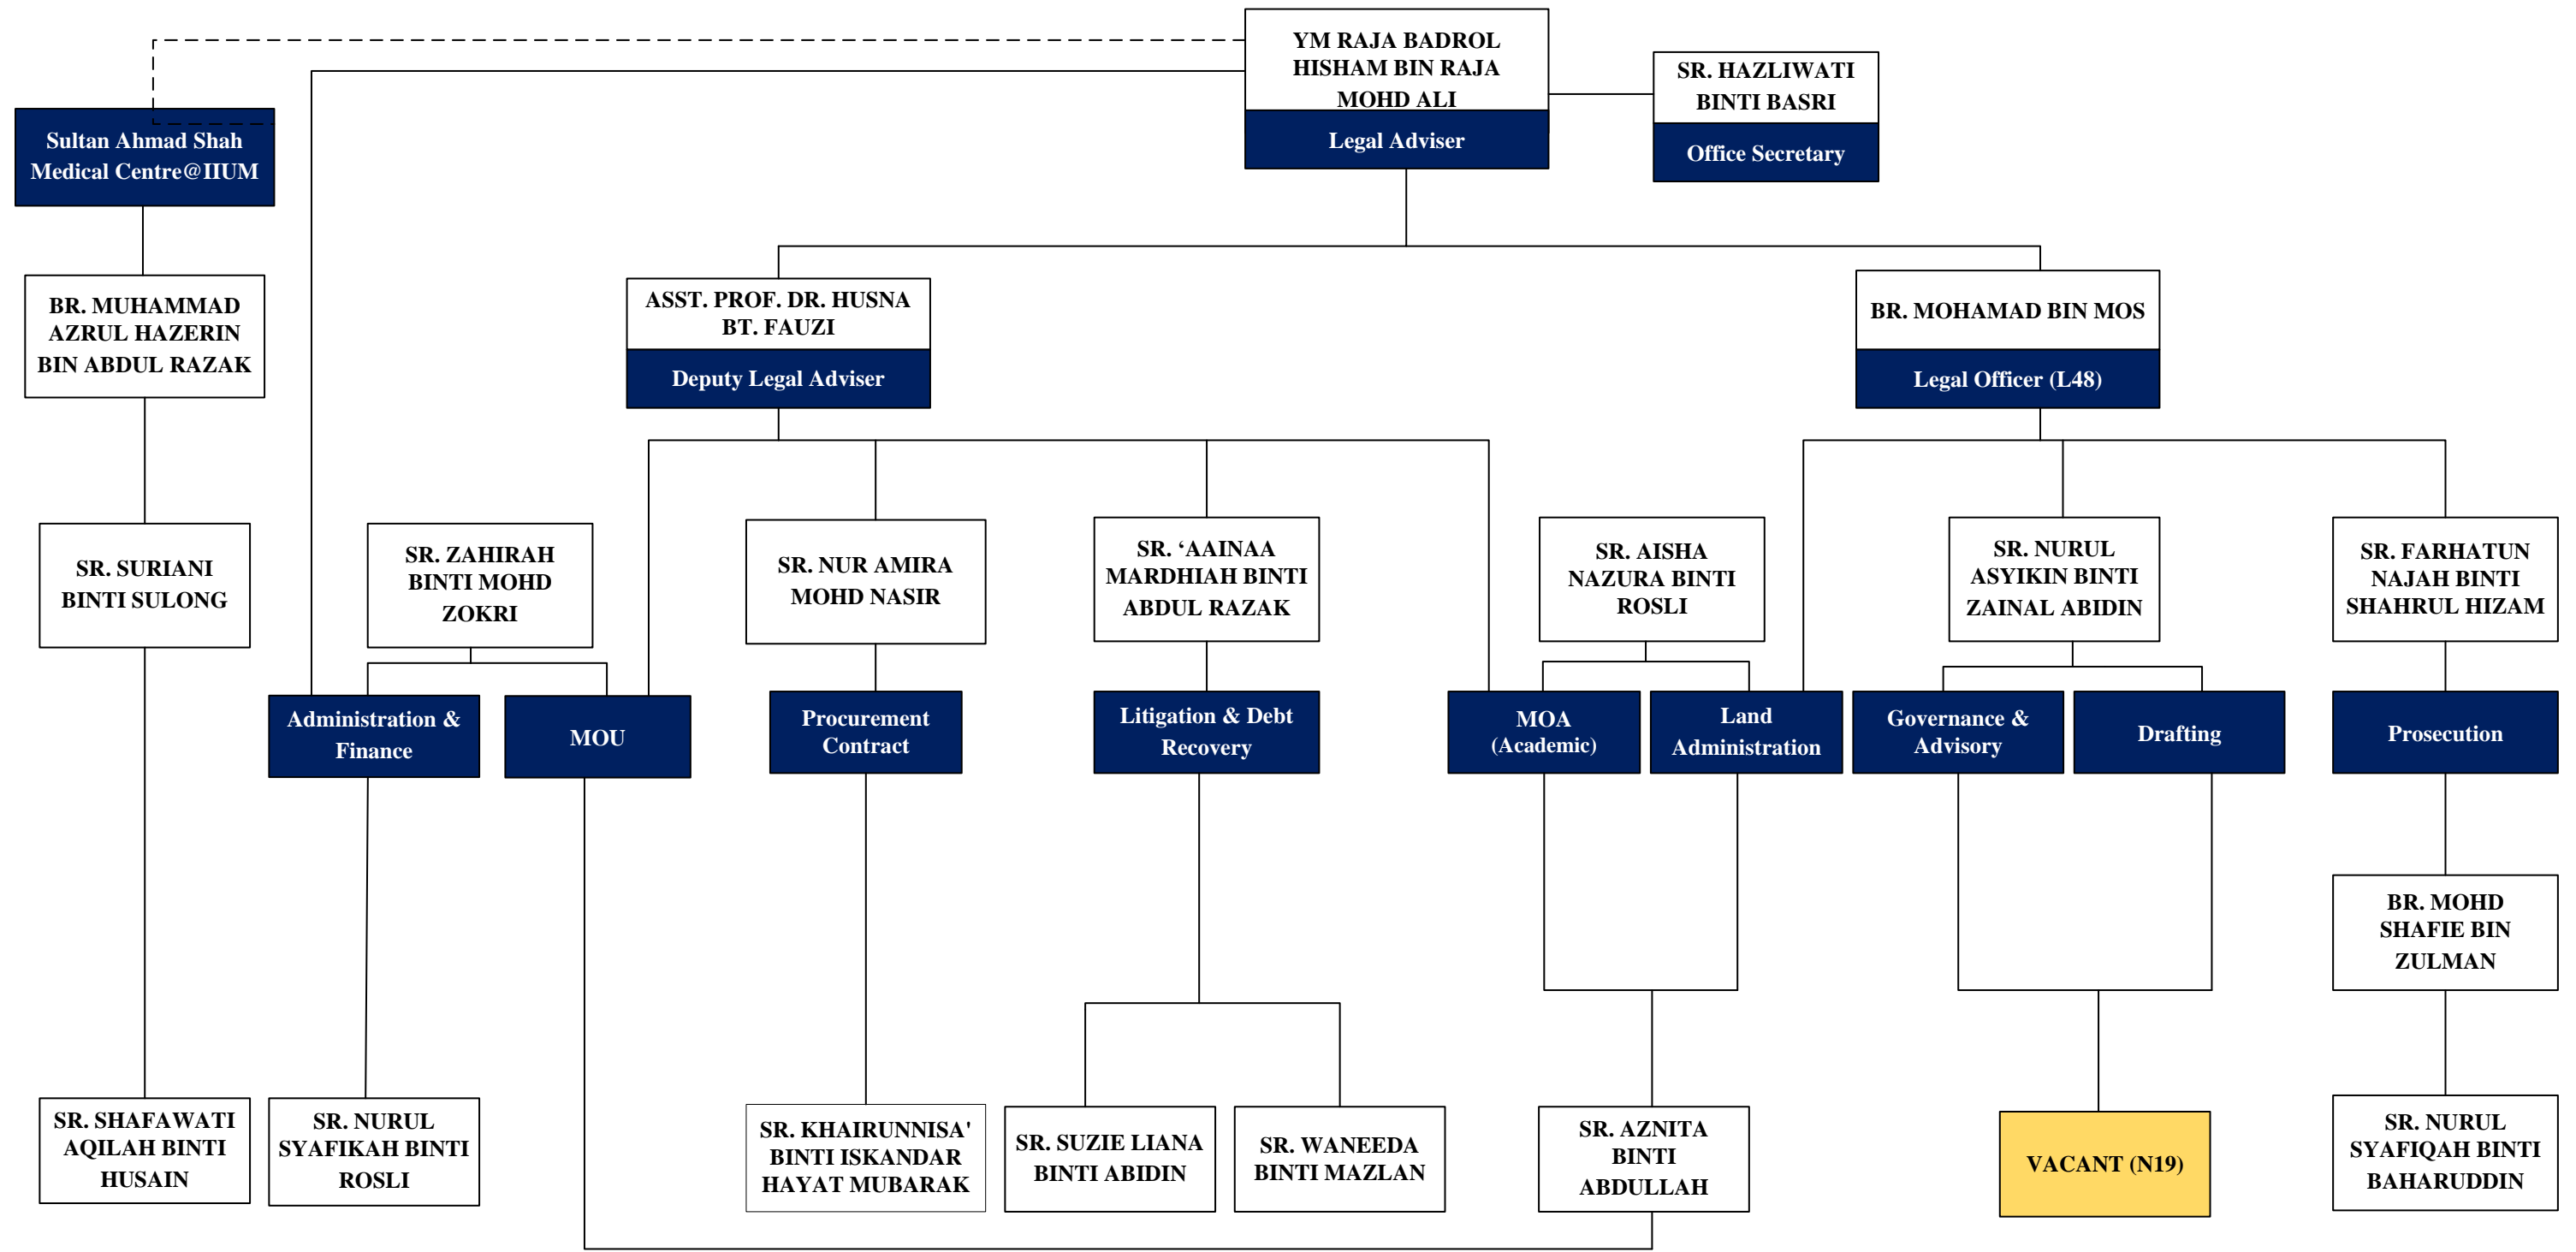 YM RAJA BADROL
HISHAM BIN RAJA
MOHD ALI
Legal Adviser
SR. HAZLIWATI
BINTI BASRI
Office Secretary
Sultan Ahmad Shah
Medical Centre@IIUM
BR. MUHAMMAD
AZRUL HAZERIN
BIN ABDUL RAZAK
ASST. PROF. DR. HUSNA
BT. FAUZI
Deputy Legal Adviser
BR. MOHAMAD BIN MOS
Legal Officer (L48)
SR. SURIANI
BINTI SULONG
SR. ZAHIRAH
BINTI MOHD
ZOKRI
SR. NUR AMIRA
MOHD NASIR
SR. ‘AAINAA
MARDHIAH BINTI
ABDUL RAZAK
SR. AISHA
NAZURA BINTI
ROSLI
SR. NURUL
ASYIKIN BINTI
ZAINAL ABIDIN
SR. FARHATUN
NAJAH BINTI
SHAHRUL HIZAM
Administration &
Finance
MOU
Procurement
Contract
Litigation & Debt
Recovery
MOA
(Academic)
Land
Administration
Governance &
Advisory
Drafting
Prosecution
BR. MOHD
SHAFIE BIN
ZULMAN
SR. SHAFAWATI
AQILAH BINTI
HUSAIN
SR. NURUL
SYAFIKAH BINTI
ROSLI
SR. KHAIRUNNISA'
BINTI ISKANDAR
HAYAT MUBARAK
SR. SUZIE LIANA
BINTI ABIDIN
SR. WANEEDA
BINTI MAZLAN
SR. AZNITA
BINTI
ABDULLAH
VACANT (N19)
SR. NURUL
SYAFIQAH BINTI
BAHARUDDIN